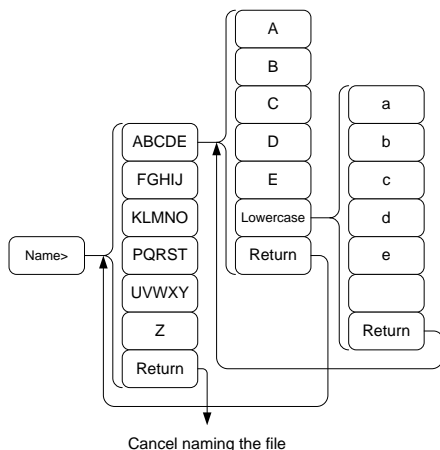 Name>
ABCDE
FGHIJ
KLMNO
PQRST
UVWXY
Z
Return
A
B
C
D
E
Lowercase
Return
a
b
c
d
e
Return
Cancel naming the file